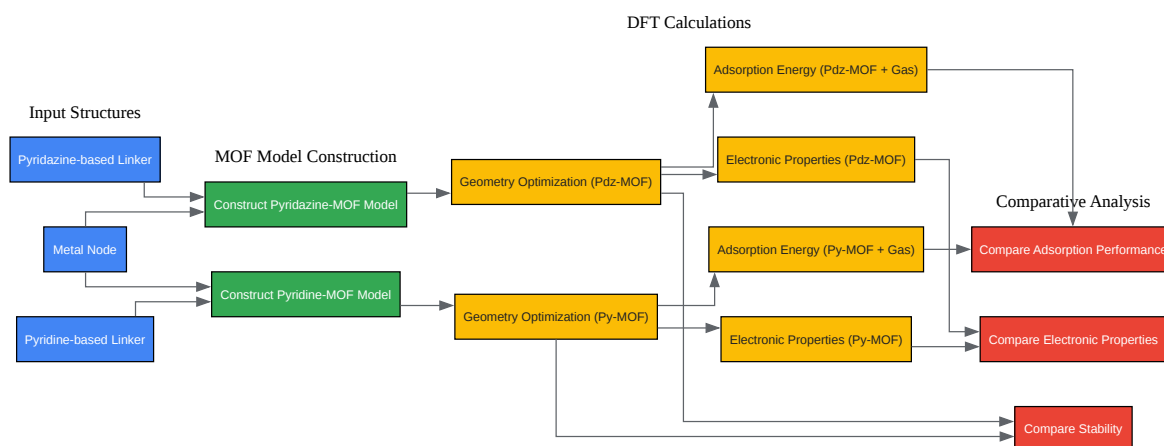 DFT Calculations
Adsorption Energy (Pdz-MOF + Gas)
Input Structures
Pyridazine-based Linker
MOF Model Construction
Electronic Properties (Pdz-MOF)
Geometry Optimization (Pdz-MOF)
Construct Pyridazine-MOF Model
Comparative Analysis
Metal Node
Adsorption Energy (Py-MOF + Gas)
Compare Adsorption Performance
Construct Pyridine-MOF Model
Geometry Optimization (Py-MOF)
Pyridine-based Linker
Electronic Properties (Py-MOF)
Compare Electronic Properties
Compare Stability